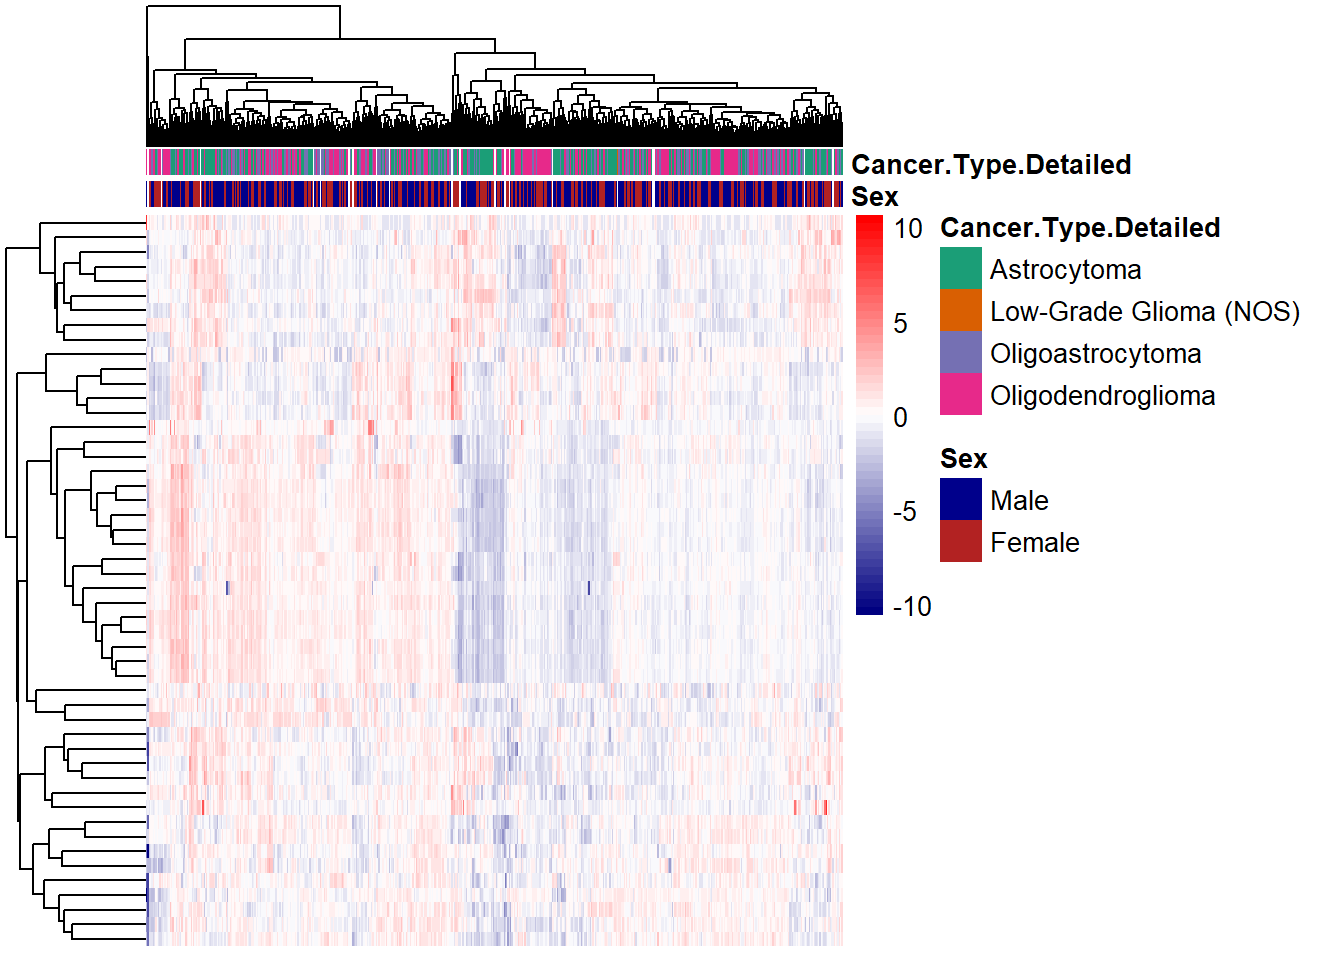 Cancer.Type.Detailed
Sex
10
5
0
-5
-10
Cancer.Type.Detailed
Astrocytoma
Low-Grade Glioma (NOS)
Oligoastrocytoma
Oligodendroglioma
Sex
Male
Female